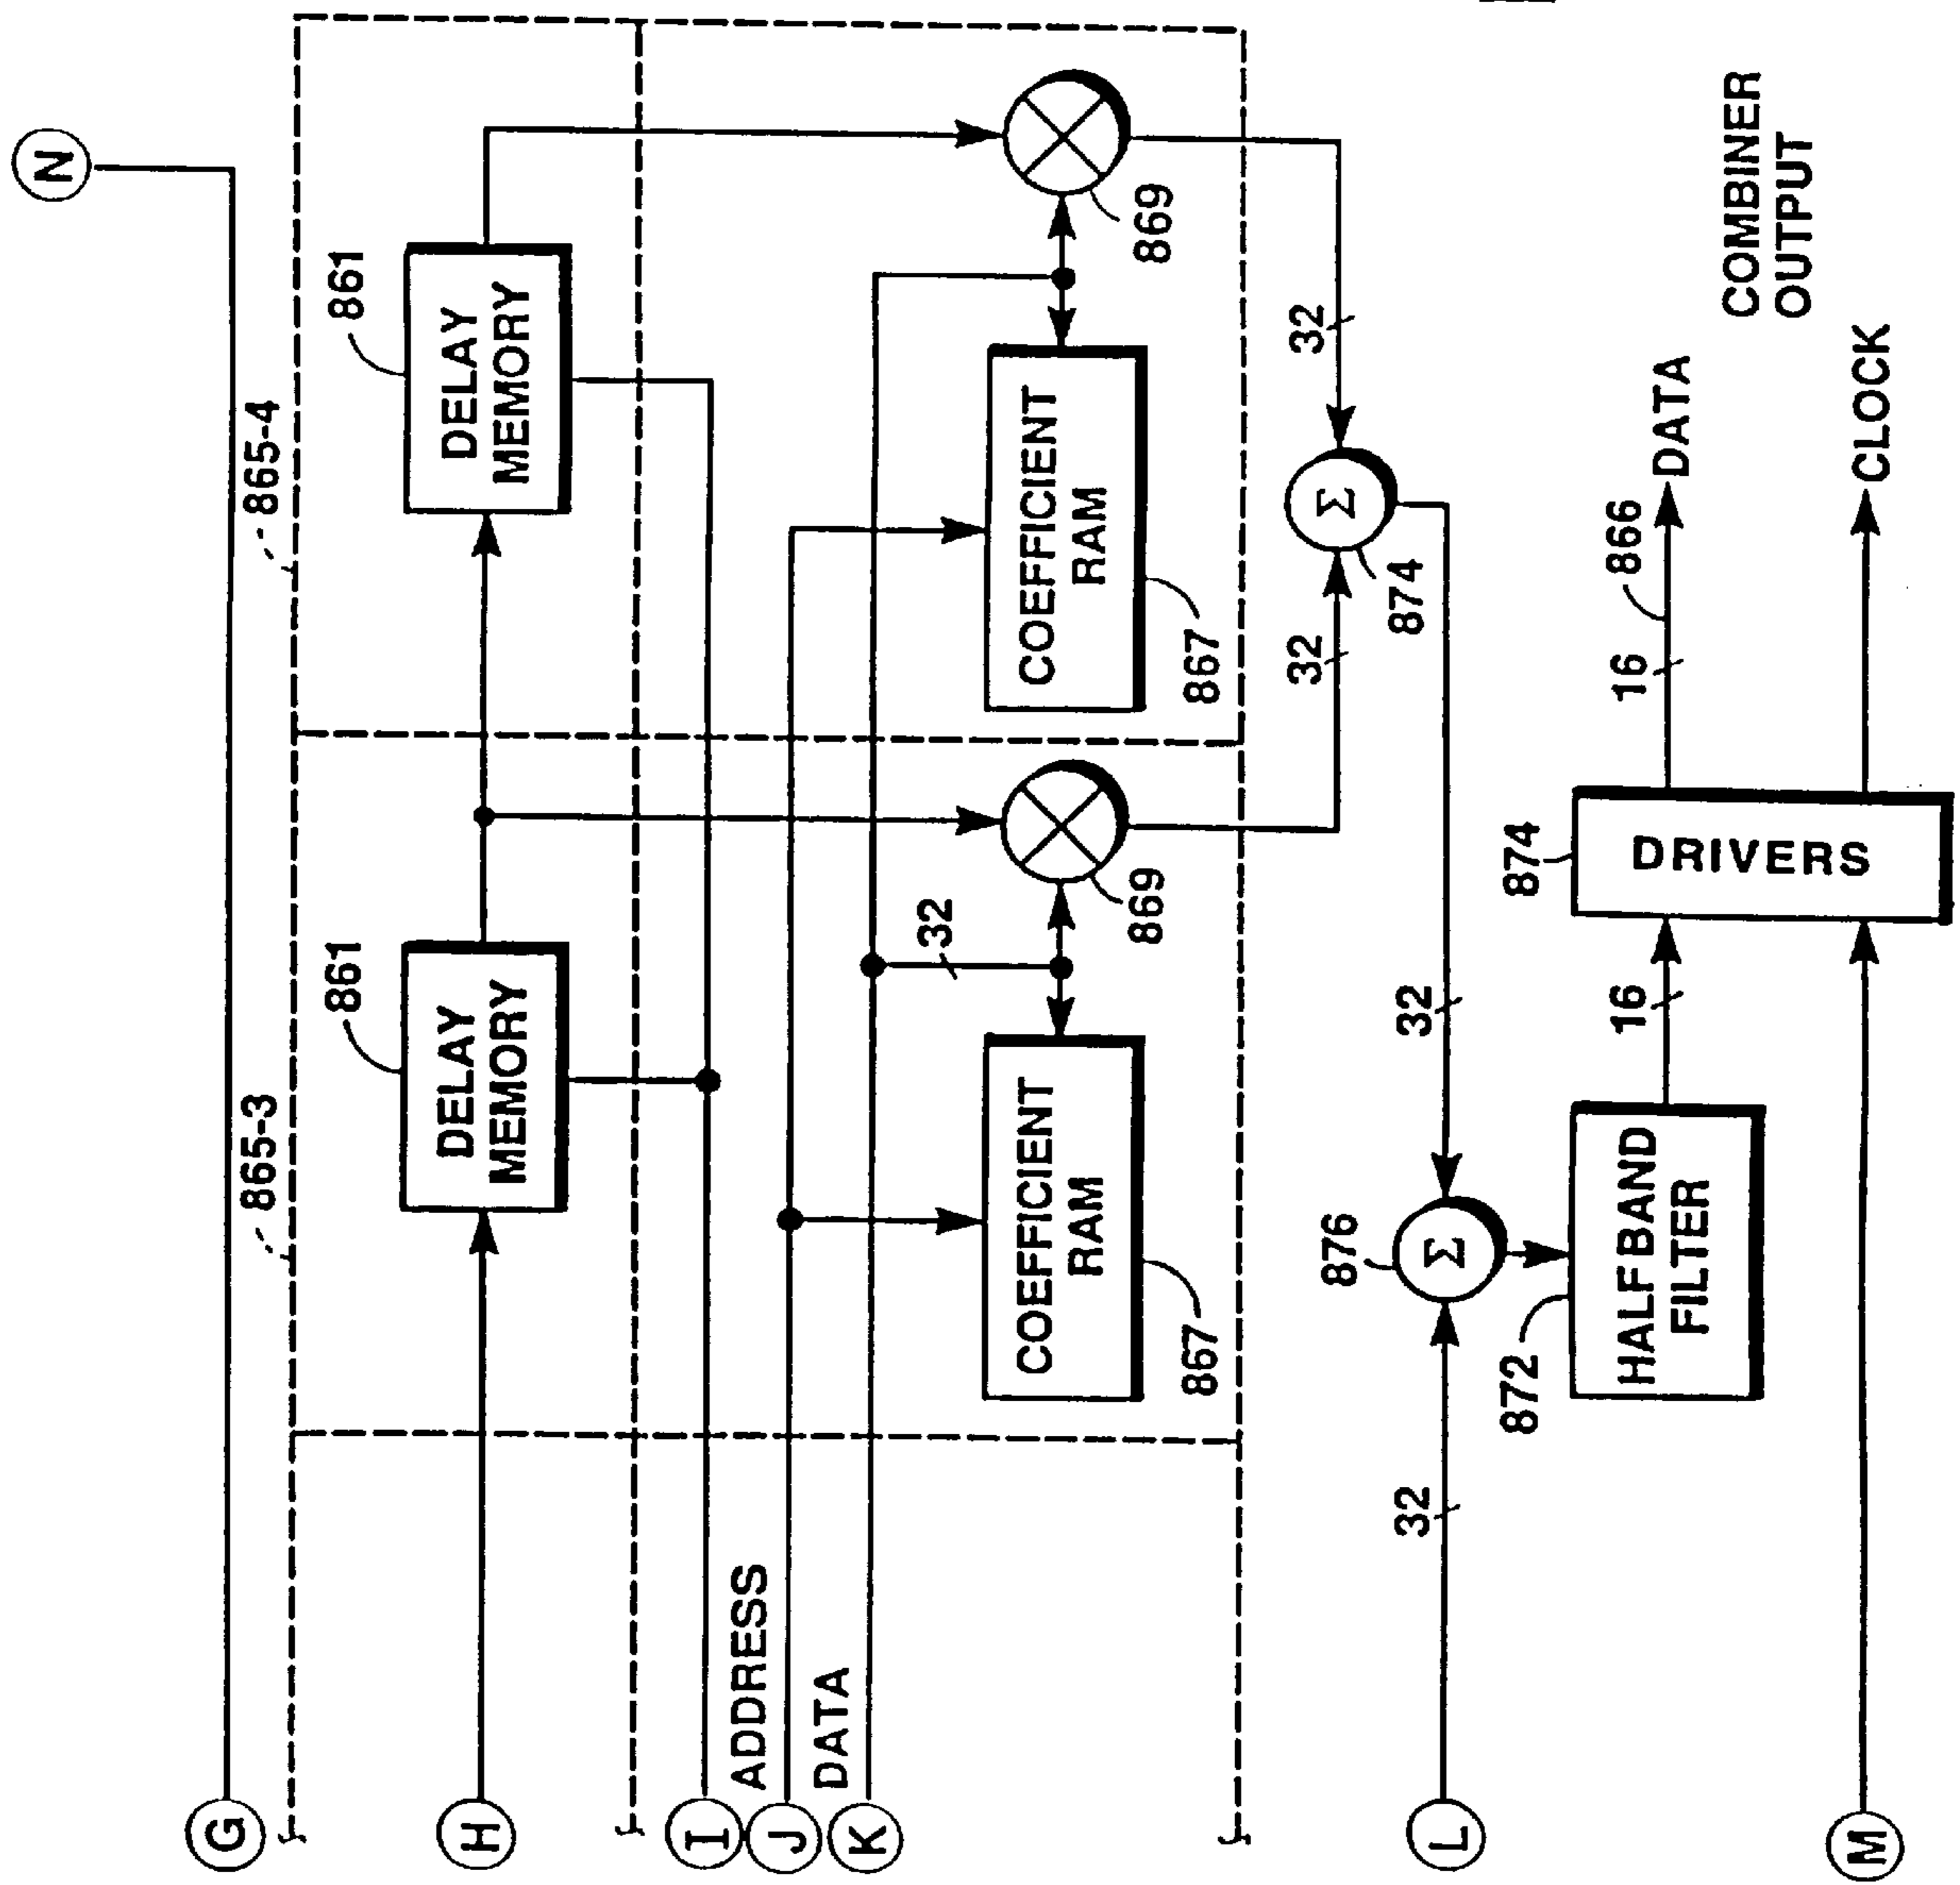 N
G
865-3
865-4
861
861
H
DELAY
MEMORY
DELAY
MEMORY
I
ADDRESS
J
DATA
K
32
869
869
COEFFICIENT
RAM
COEFFICIENT
RAM
867
867
32
32
Σ
874
L
32
876
Σ
32
872
HALFBAND
FILTER
16
874
DRIVERS
16
866
DATA
CLOCK
COMBINER
OUTPUT
M